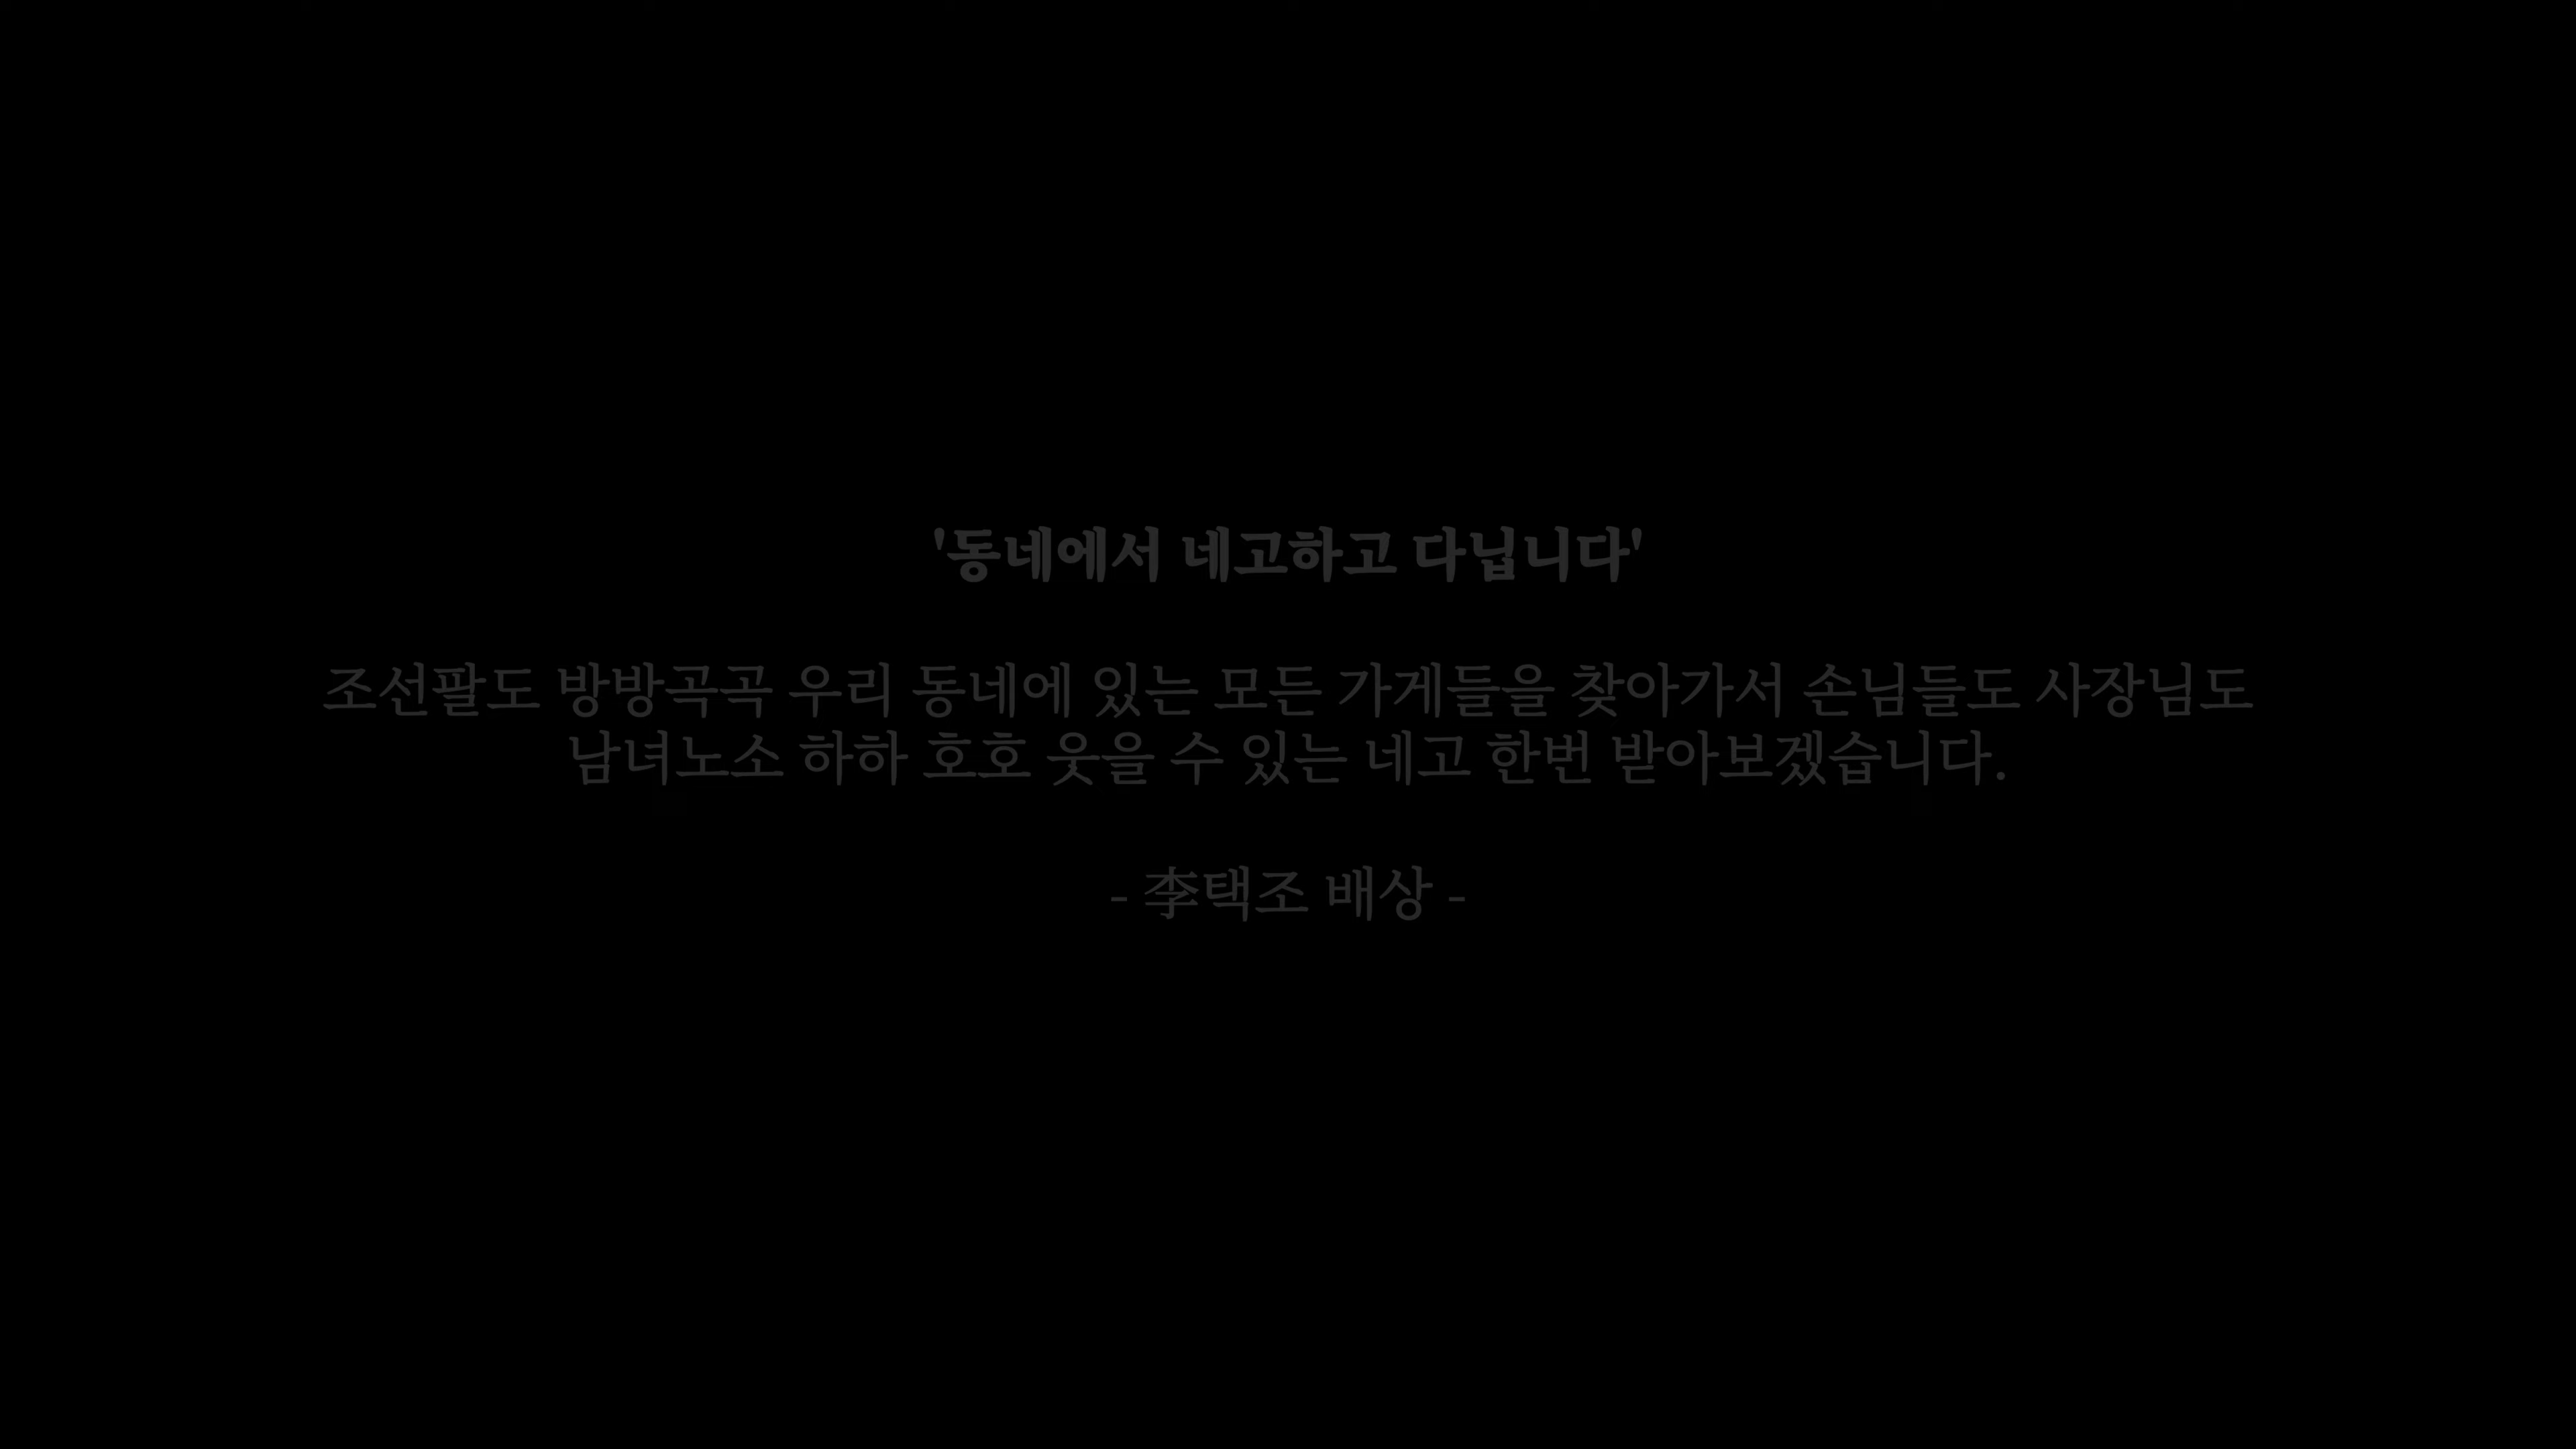 '동네에서 네고하고 다닙니다'
조선팔도 방방곡곡 우리 동네에 있는 모든 가게들을 찾아가서 손님들도 사장님도
남녀노소 하하 호호 웃을 수 있는 네고 한번 받아보겠습니다.
- 李택조 배상 -